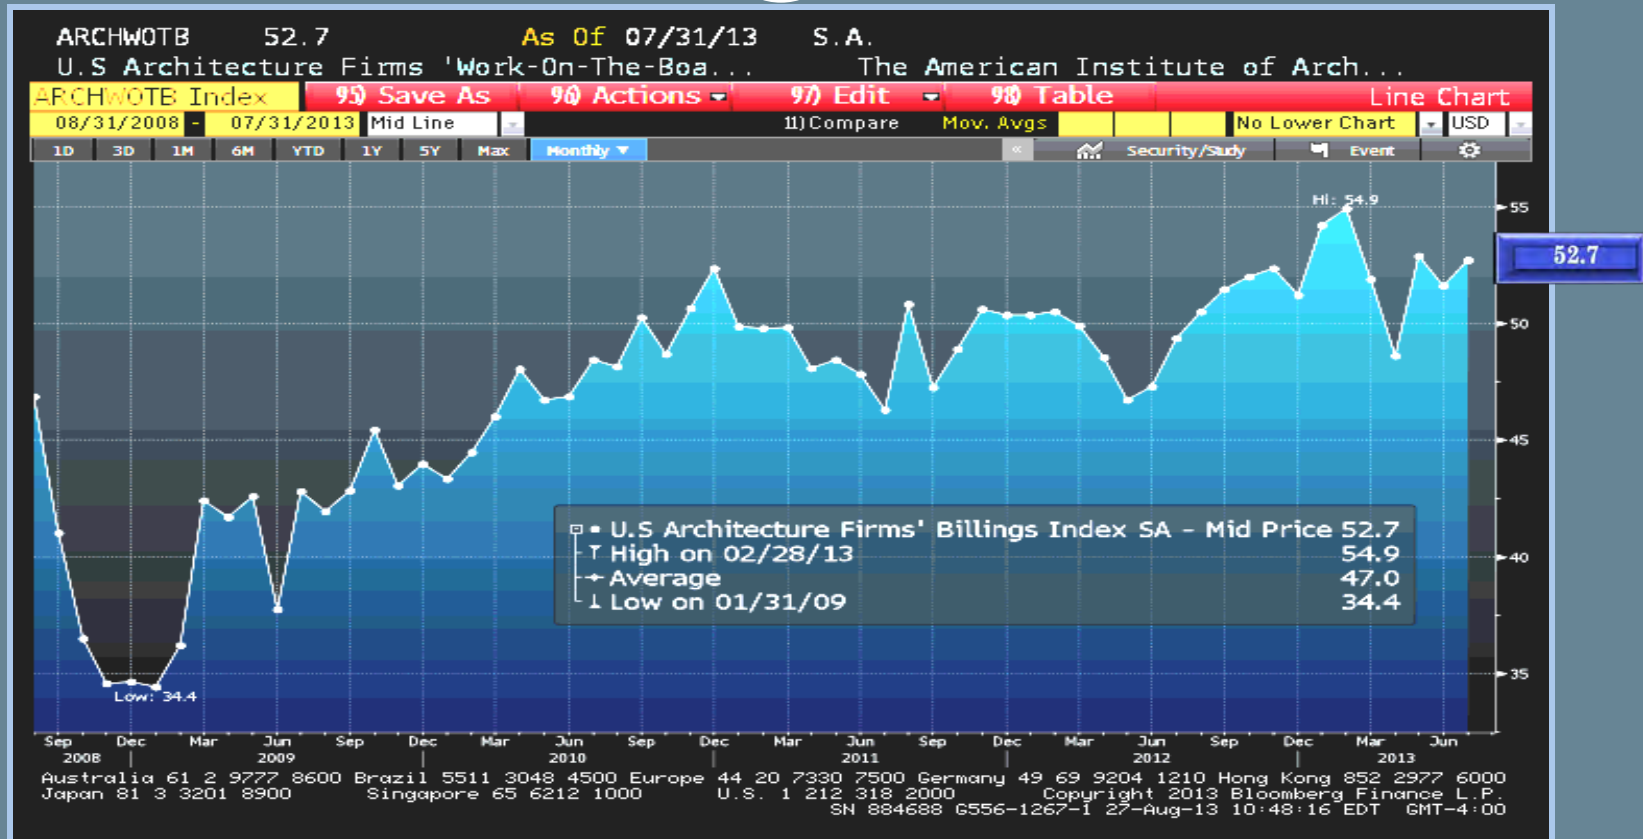 ARCHWOTB 52.7 As Of 07/31/13 S.A.
U.S Architecture Firms 'Work-On-The-Boa... The American Institute of Arch...
ARCHWOTB Index 95) Save As 96) Actions 97) Edit 98) Table Line Chart
08/31/2008 - 07/31/2013 Mid Line 11) Compare Mov. Avgs No Lower Chart USD
1D 3D 1M 6M YTD 1Y 5Y Max Monthly ▼ « Security/Study Event
Hi: 54.9
55
52.7
50
45
U.S Architecture Firms' Billings Index SA - Mid Price 52.7
High on 02/28/13 54.9
40
Average 47.0
Low on 01/31/09 34.4
35
Low: 34.4
Sep Dec Mar Jun Sep Dec Mar Jun Sep Dec Mar Jun Sep Dec Mar Jun Sep Dec Mar Jun
2008 2009 2010 2011 2012 2013
Australia 61 2 9777 8600 Brazil 5511 3048 4500 Europe 44 20 7330 7500 Germany 49 69 9204 1210 Hong Kong 852 2977 6000
Japan 81 3 3201 8900 Singapore 65 6212 1000 U.S. 1 212 318 2000 Copyright 2013 Bloomberg Finance L.P.
SN 884688 G556-1267-1 27-Aug-13 10:48:16 EDT GMT-4:00